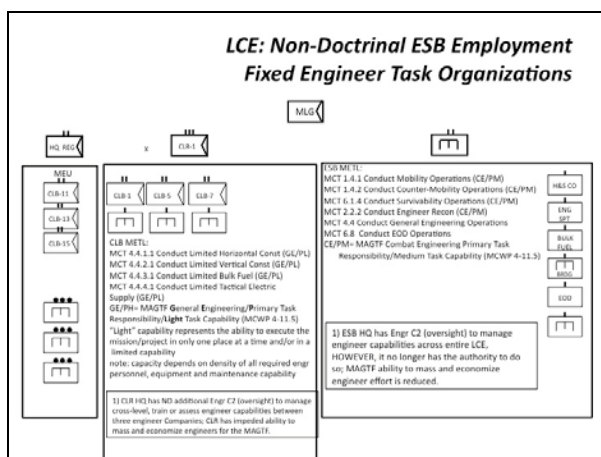 LCE: Non-Doctrinal ESB Employment
Fixed Engineer Task Organizations
MLG
HQ REG
x
CLR-1
MEU
CLB-11
CLB-13
CLB-15
CLB-1
CLB-5
CLB-7
CLB METL:
MCT 4.4.1.1 Conduct Limited Horizontal Const (GE/PL)
MCT 4.4.2.1 Conduct Limited Vertical Const (GE/PL)
MCT 4.4.3.1 Conduct Limited Bulk Fuel (GE/PL)
MCT 4.4.4.1 Conduct Limited Tactical Electric
Supply (GE/PL)
GE/PH= MAGTF General Engineering/Primary Task
Responsibility/Light Task Capability (MCWP 4-11.5)
"Light" capability represents the ability to execute the
mission/project in only one place at a time and/or in a
limited capability
note: capacity depends on density of all required engr
personnel, equipment and maintenance capability
1) CLR HQ has NO additional Engr C2 (oversight) to manage
cross-level, train or assess engineer capabilities between
three engineer Companies; CLR has impeded ability to
mass and economize engineers for the MAGTF.
ESB METL:
MCT 1.4.1 Conduct Mobility Operations (CE/PM)
MCT 1.4.2 Conduct Counter-Mobility Operations (CE/PM)
MCT 6.1.4 Conduct Survivability Operations (CE/PM)
MCT 2.2.2 Conduct Engineer Recon (CE/PM)
MCT 4.4 Conduct General Engineering Operations
MCT 6.8 Conduct EOD Operations
CE/PM= MAGTF Combat Engineering Primary Task
Responsibility/Medium Task Capability (MCWP 4-11.5)
H&S CO
ENG
SPT
BULK
FUEL
BRDG
EOD
1) ESB HQ has Engr C2 (oversight) to manage
engineer capabilities across entire LCE,
HOWEVER, it no longer has the authority to do
so; MAGTF ability to mass and economize
engineer effort is reduced.